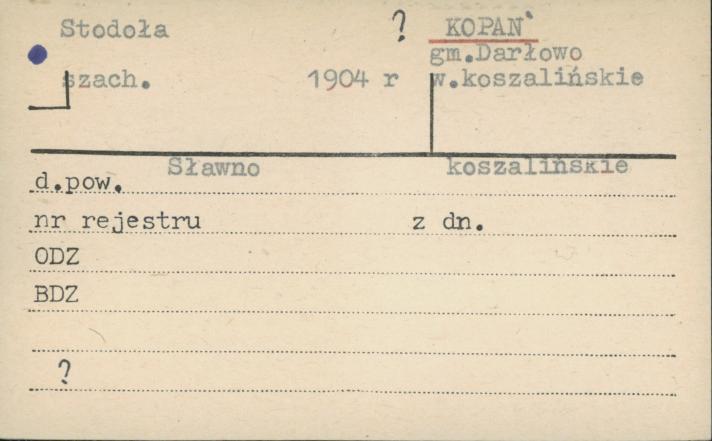 Stodoła ? KOPAŃ
gm.Darłowo
szach. 1904 r w.koszalińskie
Sławno koszalińskie
d.pow.
nr rejestru z dn.
ODZ
BDZ
?